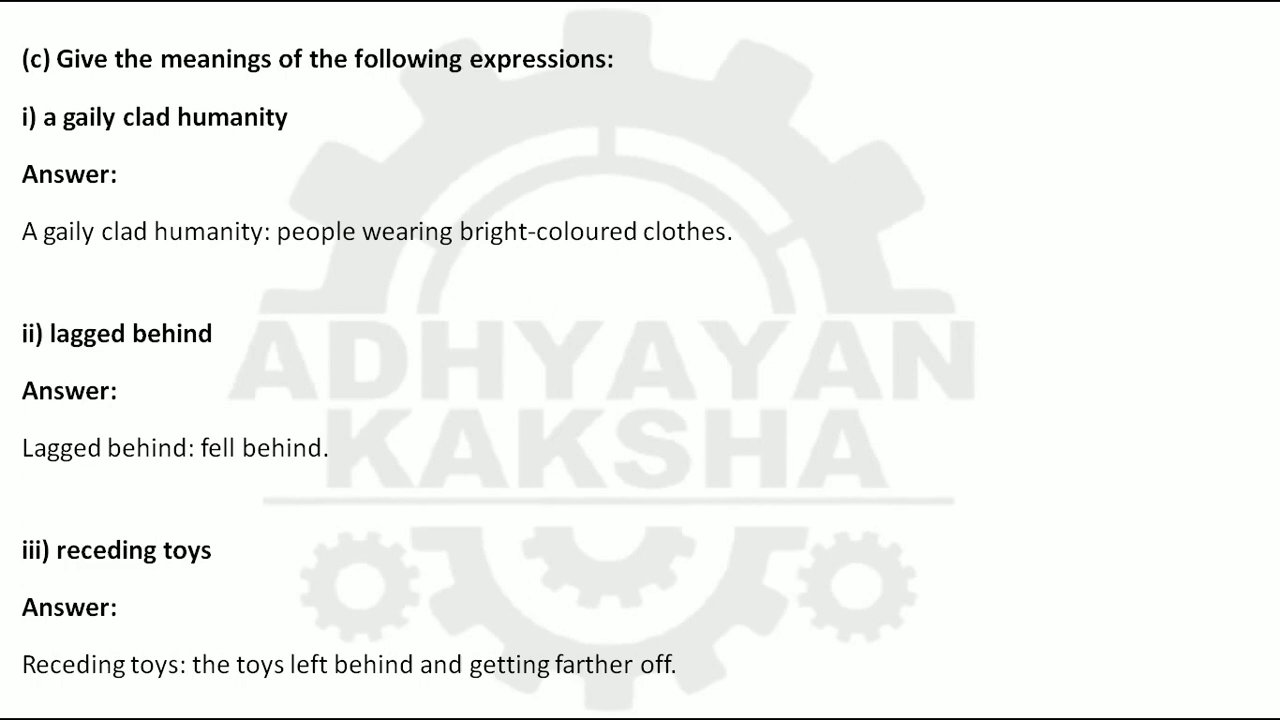 (c) Give the meanings of the following expressions:
i) a gaily clad humanity
Answer:
A gaily clad humanity: people wearing bright-coloured clothes.
ii) lagged behind
Answer:
Lagged behind: fell behind.
iii) receding toys
Answer:
Receding toys: the toys left behind and getting farther off.
ADHYAYAN
KAKSHA